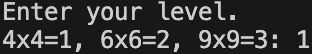 Enter your level.
4x4=1, 6x6=2, 9x9=3: 1